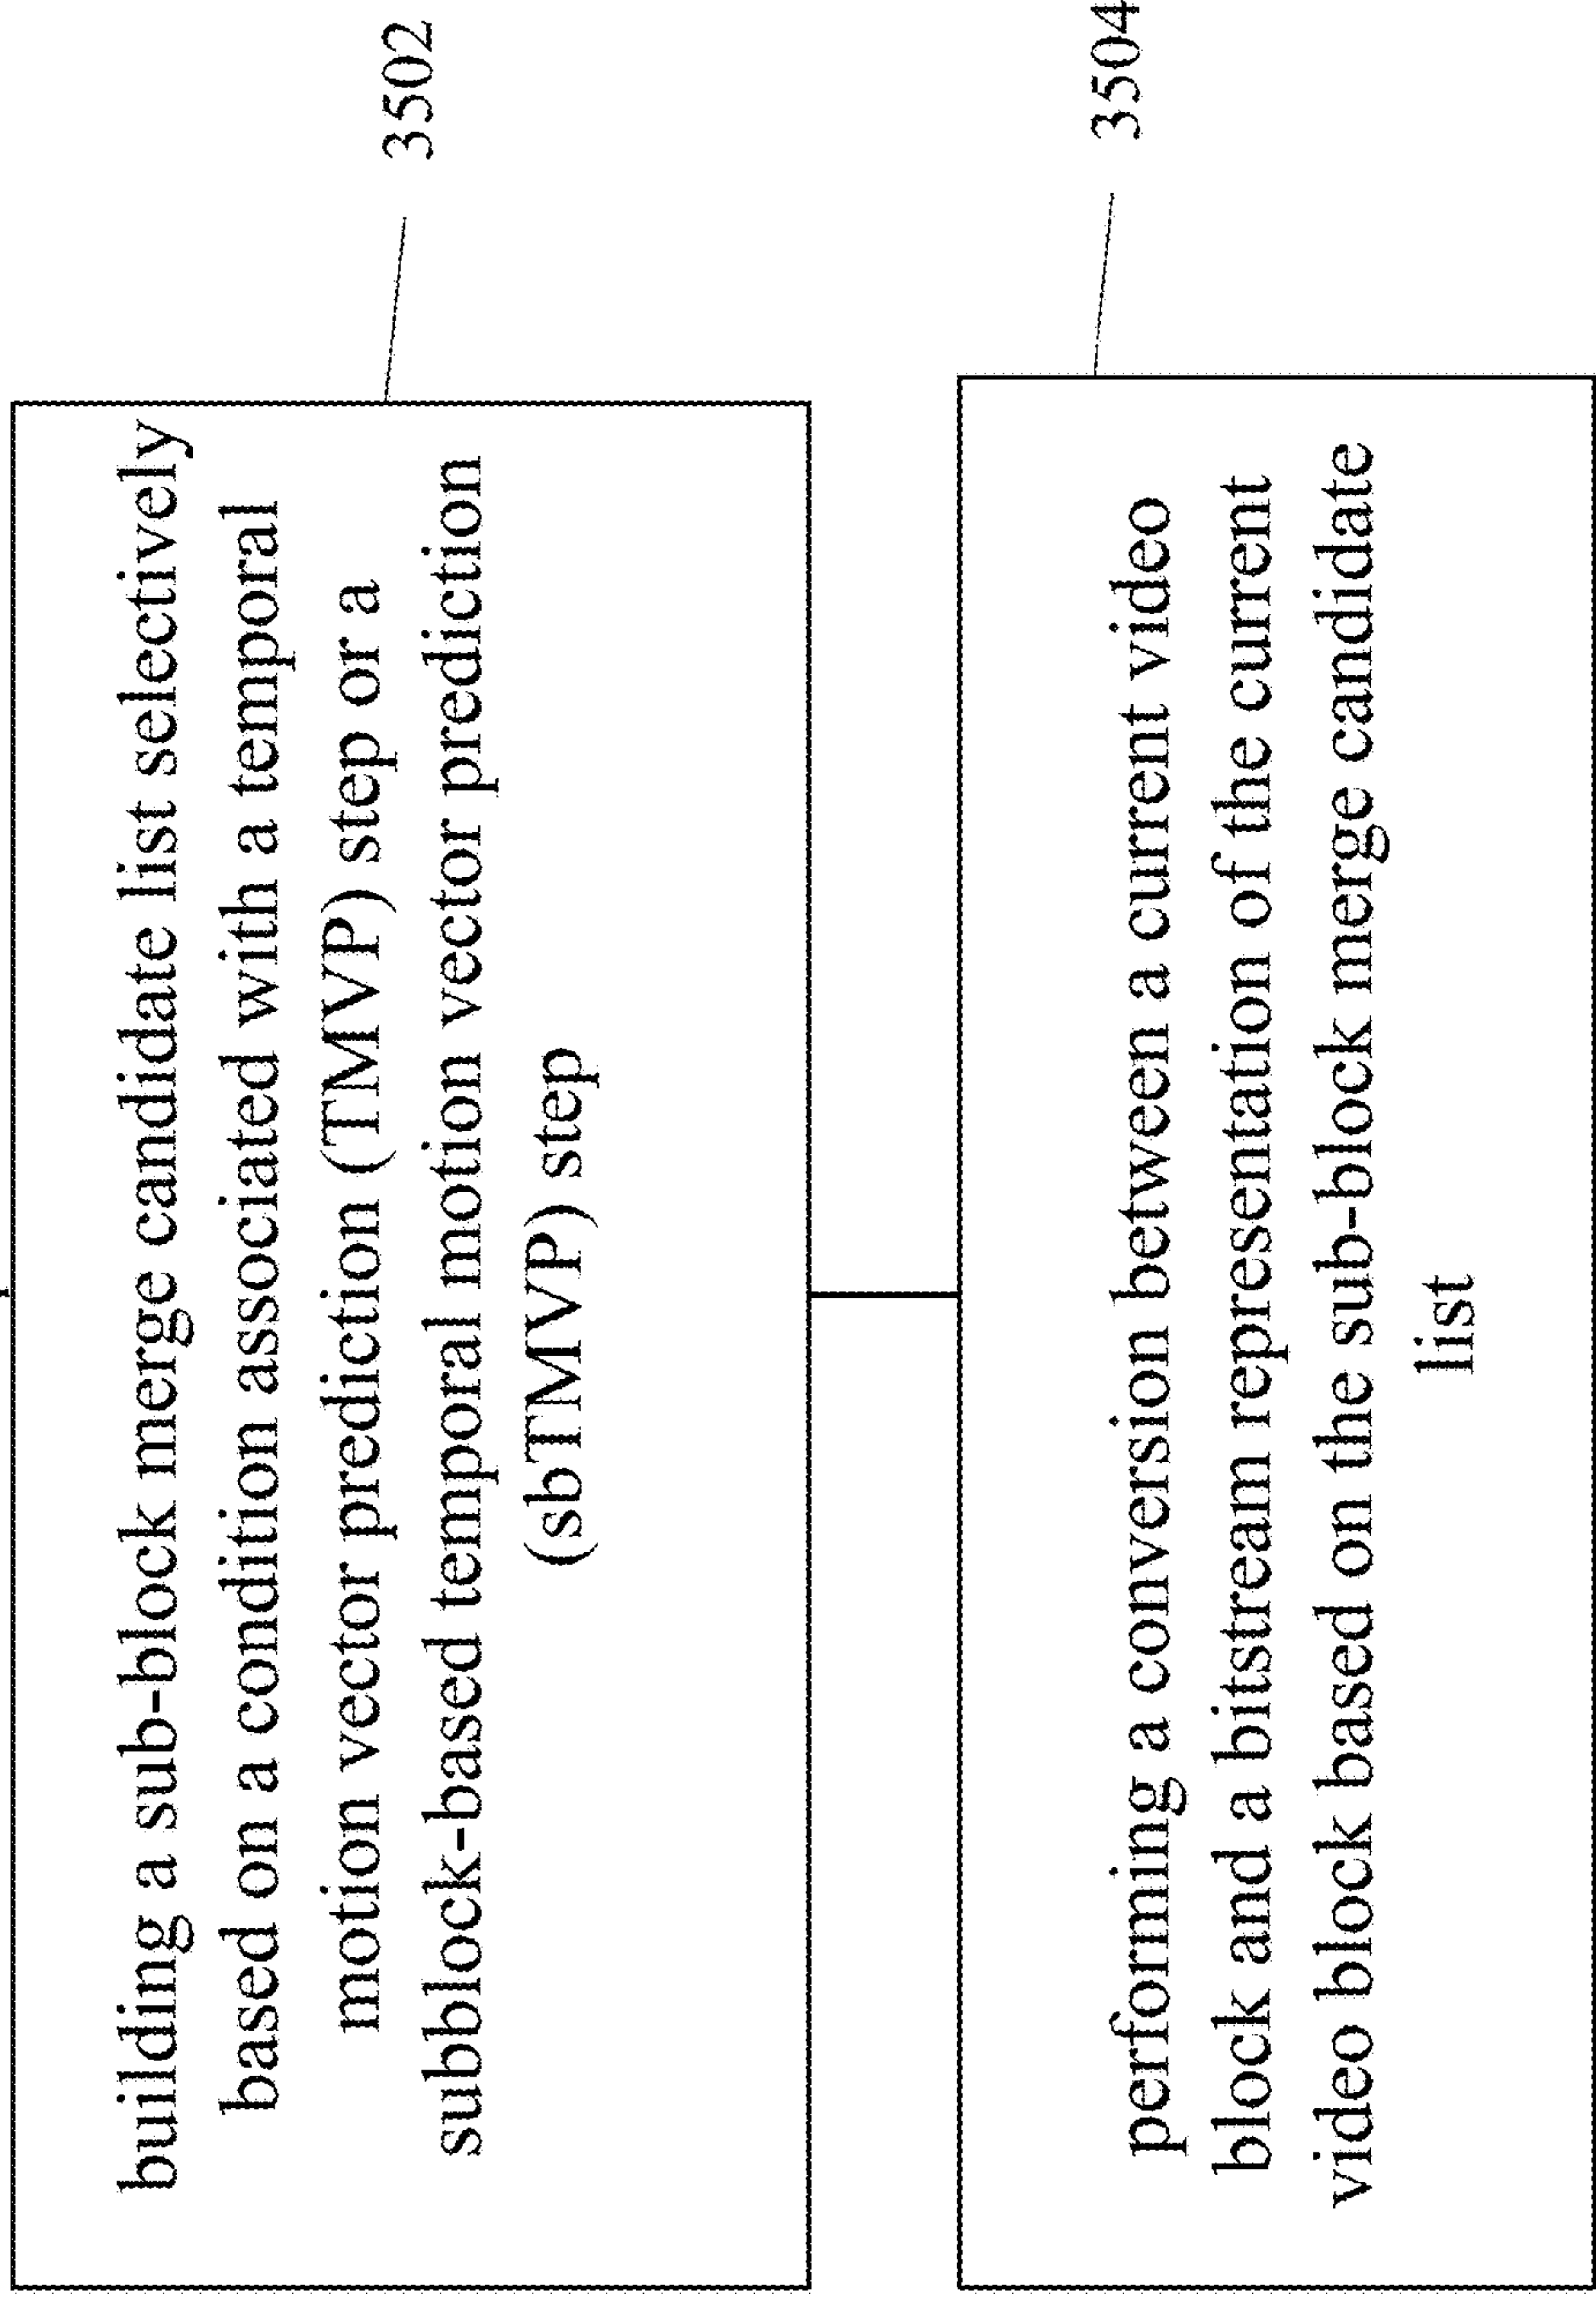 building a sub-block merge candidate list selectively
based on a condition associated with a temporal
motion vector prediction (TMVP) step or a
subblock-based temporal motion vector prediction
(sbTMVP) step
3502
performing a conversion between a current video
block and a bitstream representation of the current
video block based on the sub-block merge candidate
list
3504